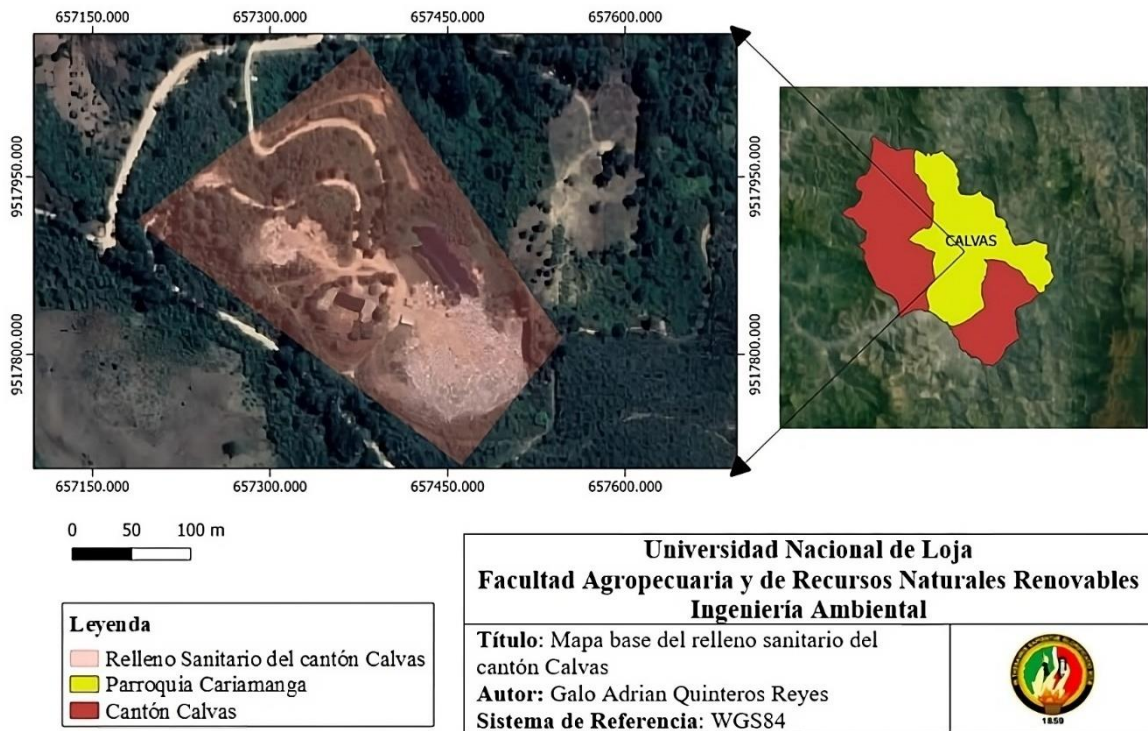 657150.000 657300.000 657450.000 657600.000
9517950.000 9517950.000
9517800.000 9517800.000
657150.000 657300.000 657450.000 657600.000
CALVAS
0 50 100 m
Leyenda
Relleno Sanitario del cantón Calvas
Parroquia Cariamanga
Cantón Calvas
Universidad Nacional de Loja
Facultad Agropecuaria y de Recursos Naturales Renovables
Ingeniería Ambiental
Título: Mapa base del relleno sanitario del
cantón Calvas
Autor: Galo Adrian Quinteros Reyes
Sistema de Referencia: WGS84
1859